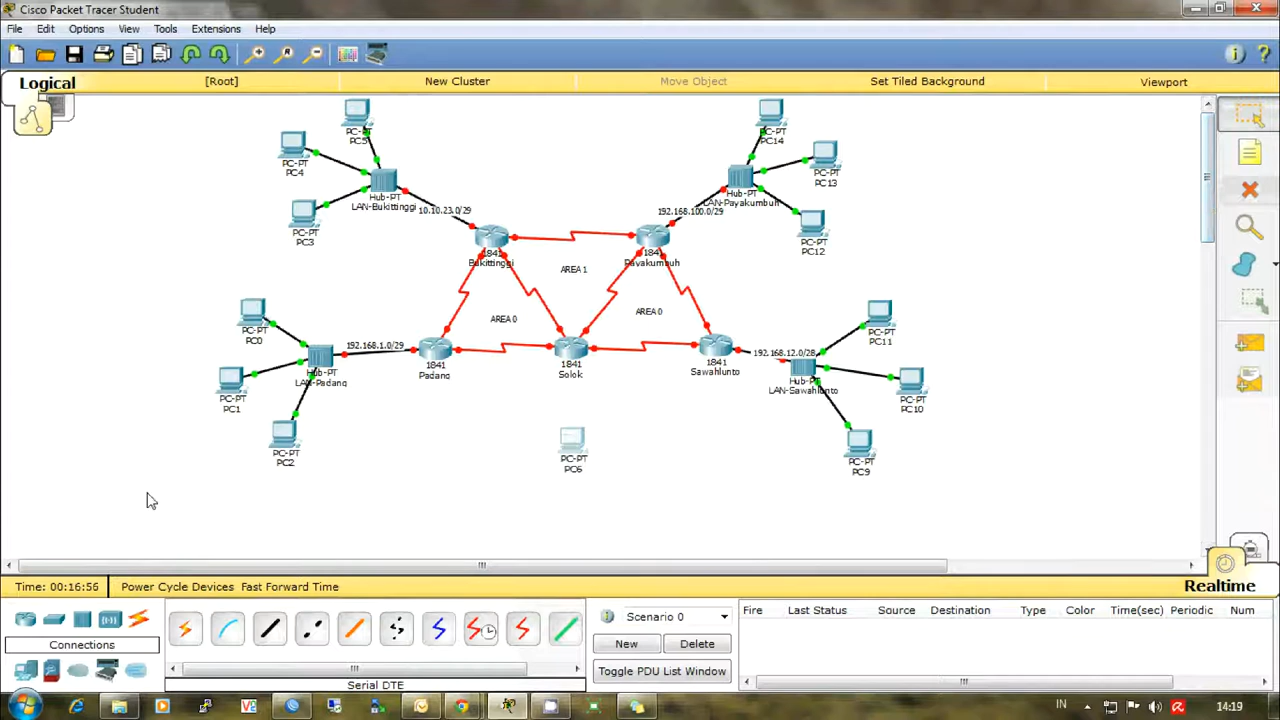 Cisco Packet Tracer Student
File Edit Options View Tools Extensions Help
Logical [Root] New Cluster Move Object Set Tiled Background Viewport
PC-PT
PC5
PC-PT
PC14
PC-PT
PC4
PC-PT
PC13
Hub-PT
LAN-Bukittinggi
Hub-PT
LAN-Payakumbuh
10.10.23.0/29
192.168.100.0/29
PC-PT
PC3
PC-PT
PC12
1841
Bukittinggi
1841
Payakumbuh
AREA 1
AREA 0
AREA 0
PC-PT
PC0
PC-PT
PC11
192.168.1.0/29
192.168.12.0/28
Hub-PT
LAN-Padang
1841
Padang
1841
Solok
1841
Sawahlunto
Hub-PT
LAN-Sawahlunto
PC-PT
PC1
PC-PT
PC10
PC-PT
PC2
PC-PT
PC6
PC-PT
PC9
Time: 00:16:56 Power Cycle Devices Fast Forward Time Realtime
Scenario 0
Fire Last Status Source Destination Type Color Time(sec) Periodic Num
Connections
New Delete
Toggle PDU List Window
Serial DTE
IN 14:19